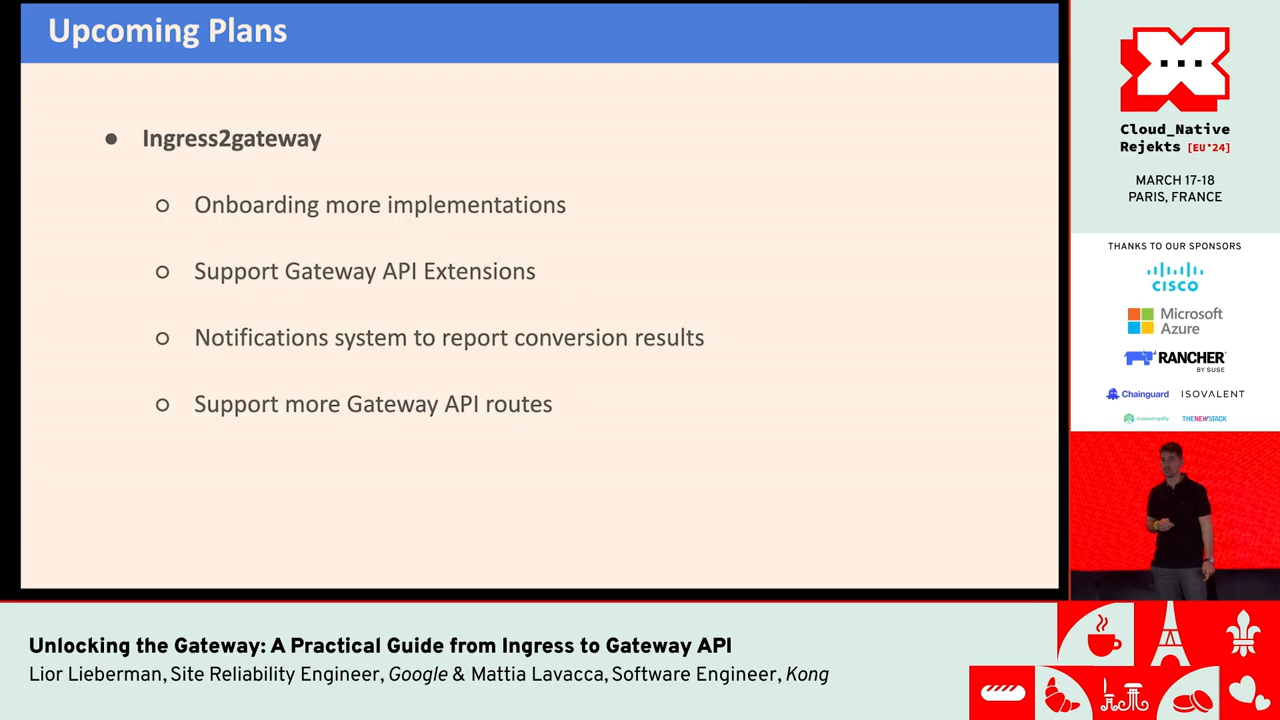 Upcoming Plans
Ingress2gateway
Onboarding more implementations
Support Gateway API Extensions
Notifications system to report conversion results
Support more Gateway API routes
Cloud_Native
Rejekts [EU*24]
MARCH 17-18
PARIS, FRANCE
THANKS TO OUR SPONSORS
CISCO
Microsoft
Azure
RANCHER
BY SUSE
Chainguard ISOVALENT
kubesimplify THENEWSTACK
Unlocking the Gateway: A Practical Guide from Ingress to Gateway API
Lior Lieberman, Site Reliability Engineer, Google & Mattia Lavacca, Software Engineer, Kong